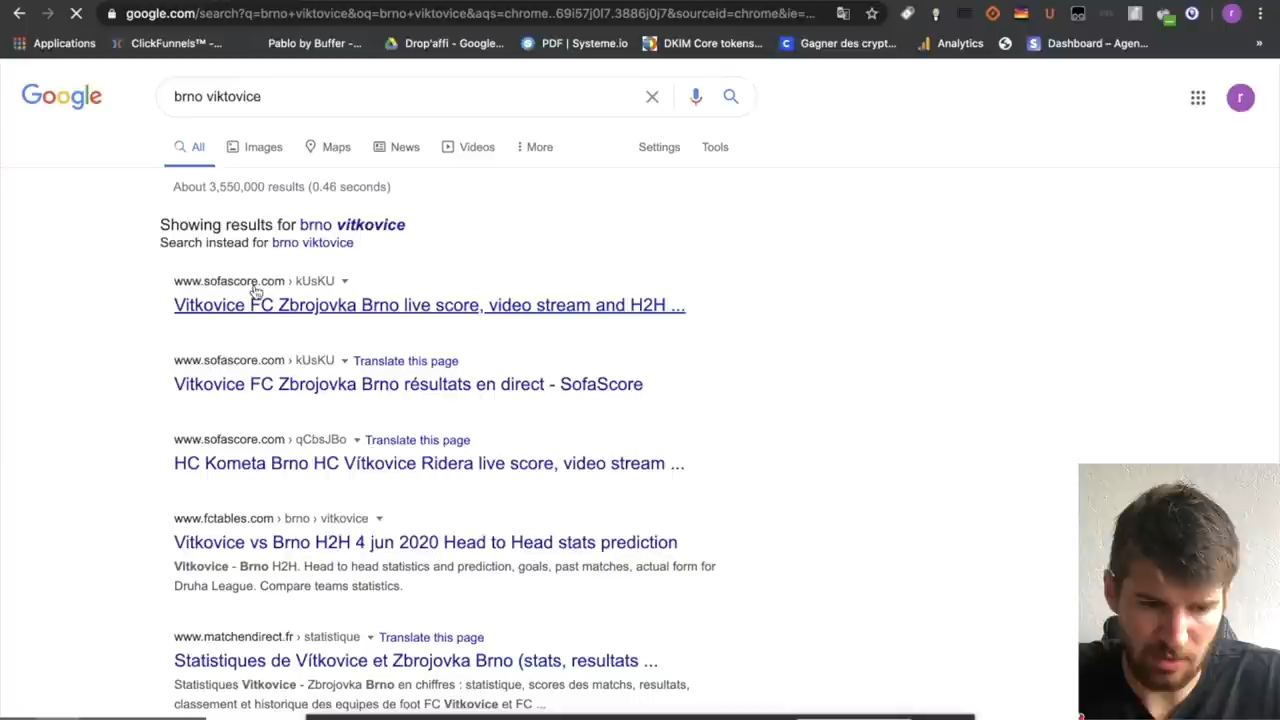 google.com/search?q=brno+viktovice&oq=brno+viktovice&aqs=chrome..69i57j0l7.3886j0j7&sourceid=chrome&ie=...
Applications ClickFunnels™ -... Pablo by Buffer -... Drop'affi - Google... PDF | Systeme.io DKIM Core tokens... Gagner des crypt... Analytics Dashboard – Agen... »
Google
brno viktovice
r
All Images Maps News Videos More Settings Tools
About 3,550,000 results (0.46 seconds)
Showing results for brno vitkovice
Search instead for brno viktovice
www.sofascore.com › kUsKU
Vitkovice FC Zbrojovka Brno live score, video stream and H2H ...
www.sofascore.com › kUsKU Translate this page
Vitkovice FC Zbrojovka Brno résultats en direct - SofaScore
www.sofascore.com › qCbsJBo Translate this page
HC Kometa Brno HC Vítkovice Ridera live score, video stream ...
www.fctables.com › brno › vitkovice
Vitkovice vs Brno H2H 4 jun 2020 Head to Head stats prediction
Vitkovice - Brno H2H. Head to head statistics and prediction, goals, past matches, actual form for
Druha League. Compare teams statistics.
www.matchendirect.fr › statistique Translate this page
Statistiques de Vítkovice et Zbrojovka Brno (stats, resultats ...
Statistiques Vitkovice - Zbrojovka Brno en chiffres : statistique, scores des matchs, resultats,
classement et historique des equipes de foot FC Vitkovice et FC ...